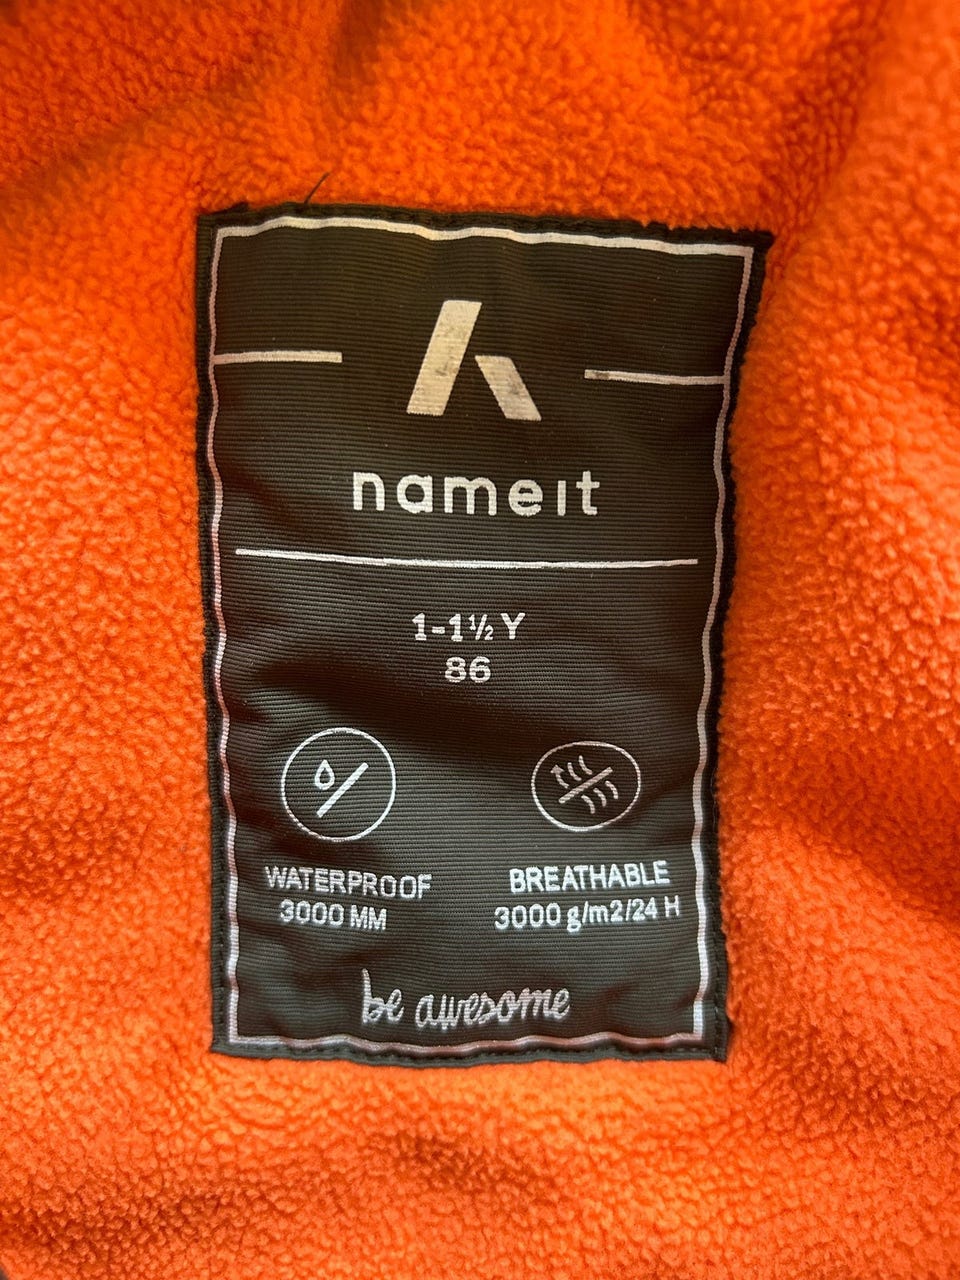 nameit
1-1½ Y
86
WATERPROOF
3000 MM
BREATHABLE
3000 g/m2/24 H
be awesome